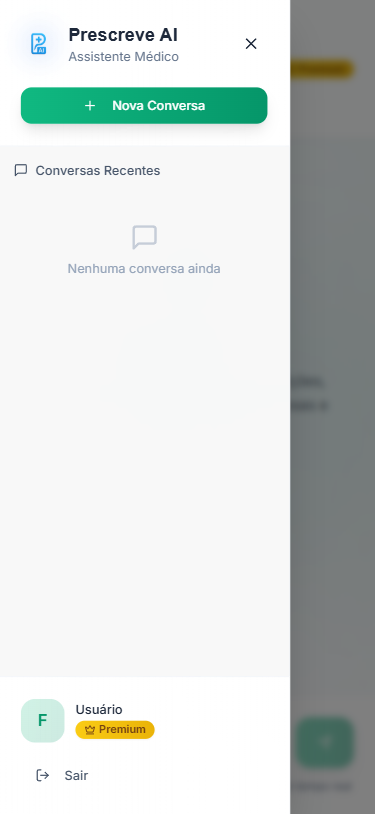 Prescreve AI
Assistente Médico
Nova Conversa
Conversas Recentes
Nenhuma conversa ainda
F
Usuário
Premium
Sair